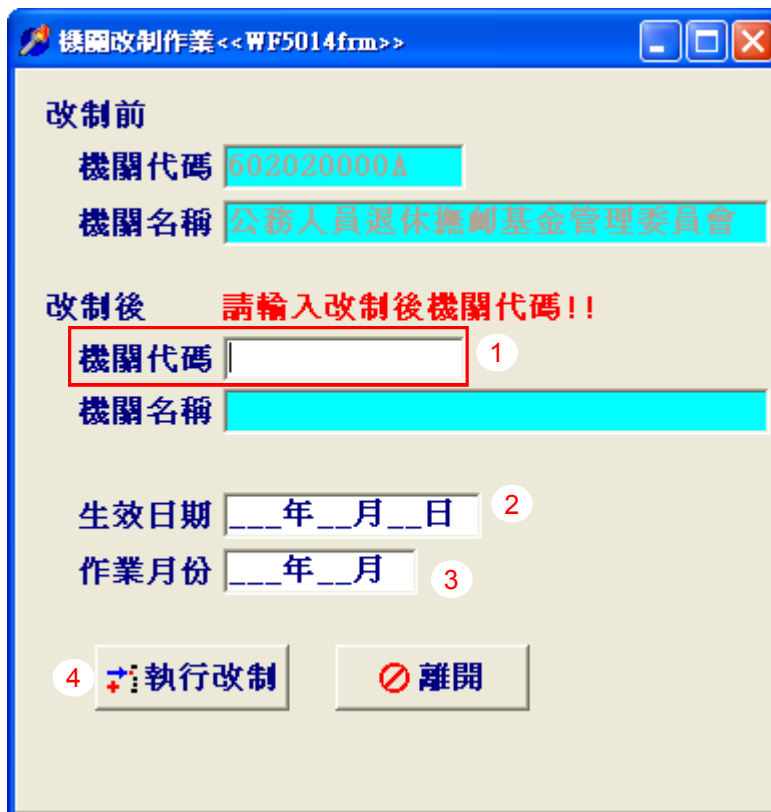 機關改制作業<<WF5014frm>>
改制前
機關代碼 602020000A
機關名稱 公務人員退休撫卹基金管理委員會
改制後 請輸入改制後機關代碼!!
機關代碼 1
機關名稱
生效日期 ___年__月__日 2
作業月份 ___年__月 3
4 執行改制 離開